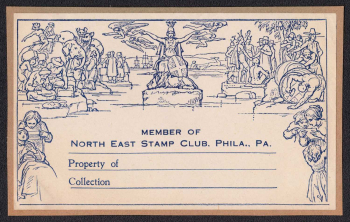 MEMBER OF
NORTH EAST STAMP CLUB. PHILA., PA.
Property of
Collection